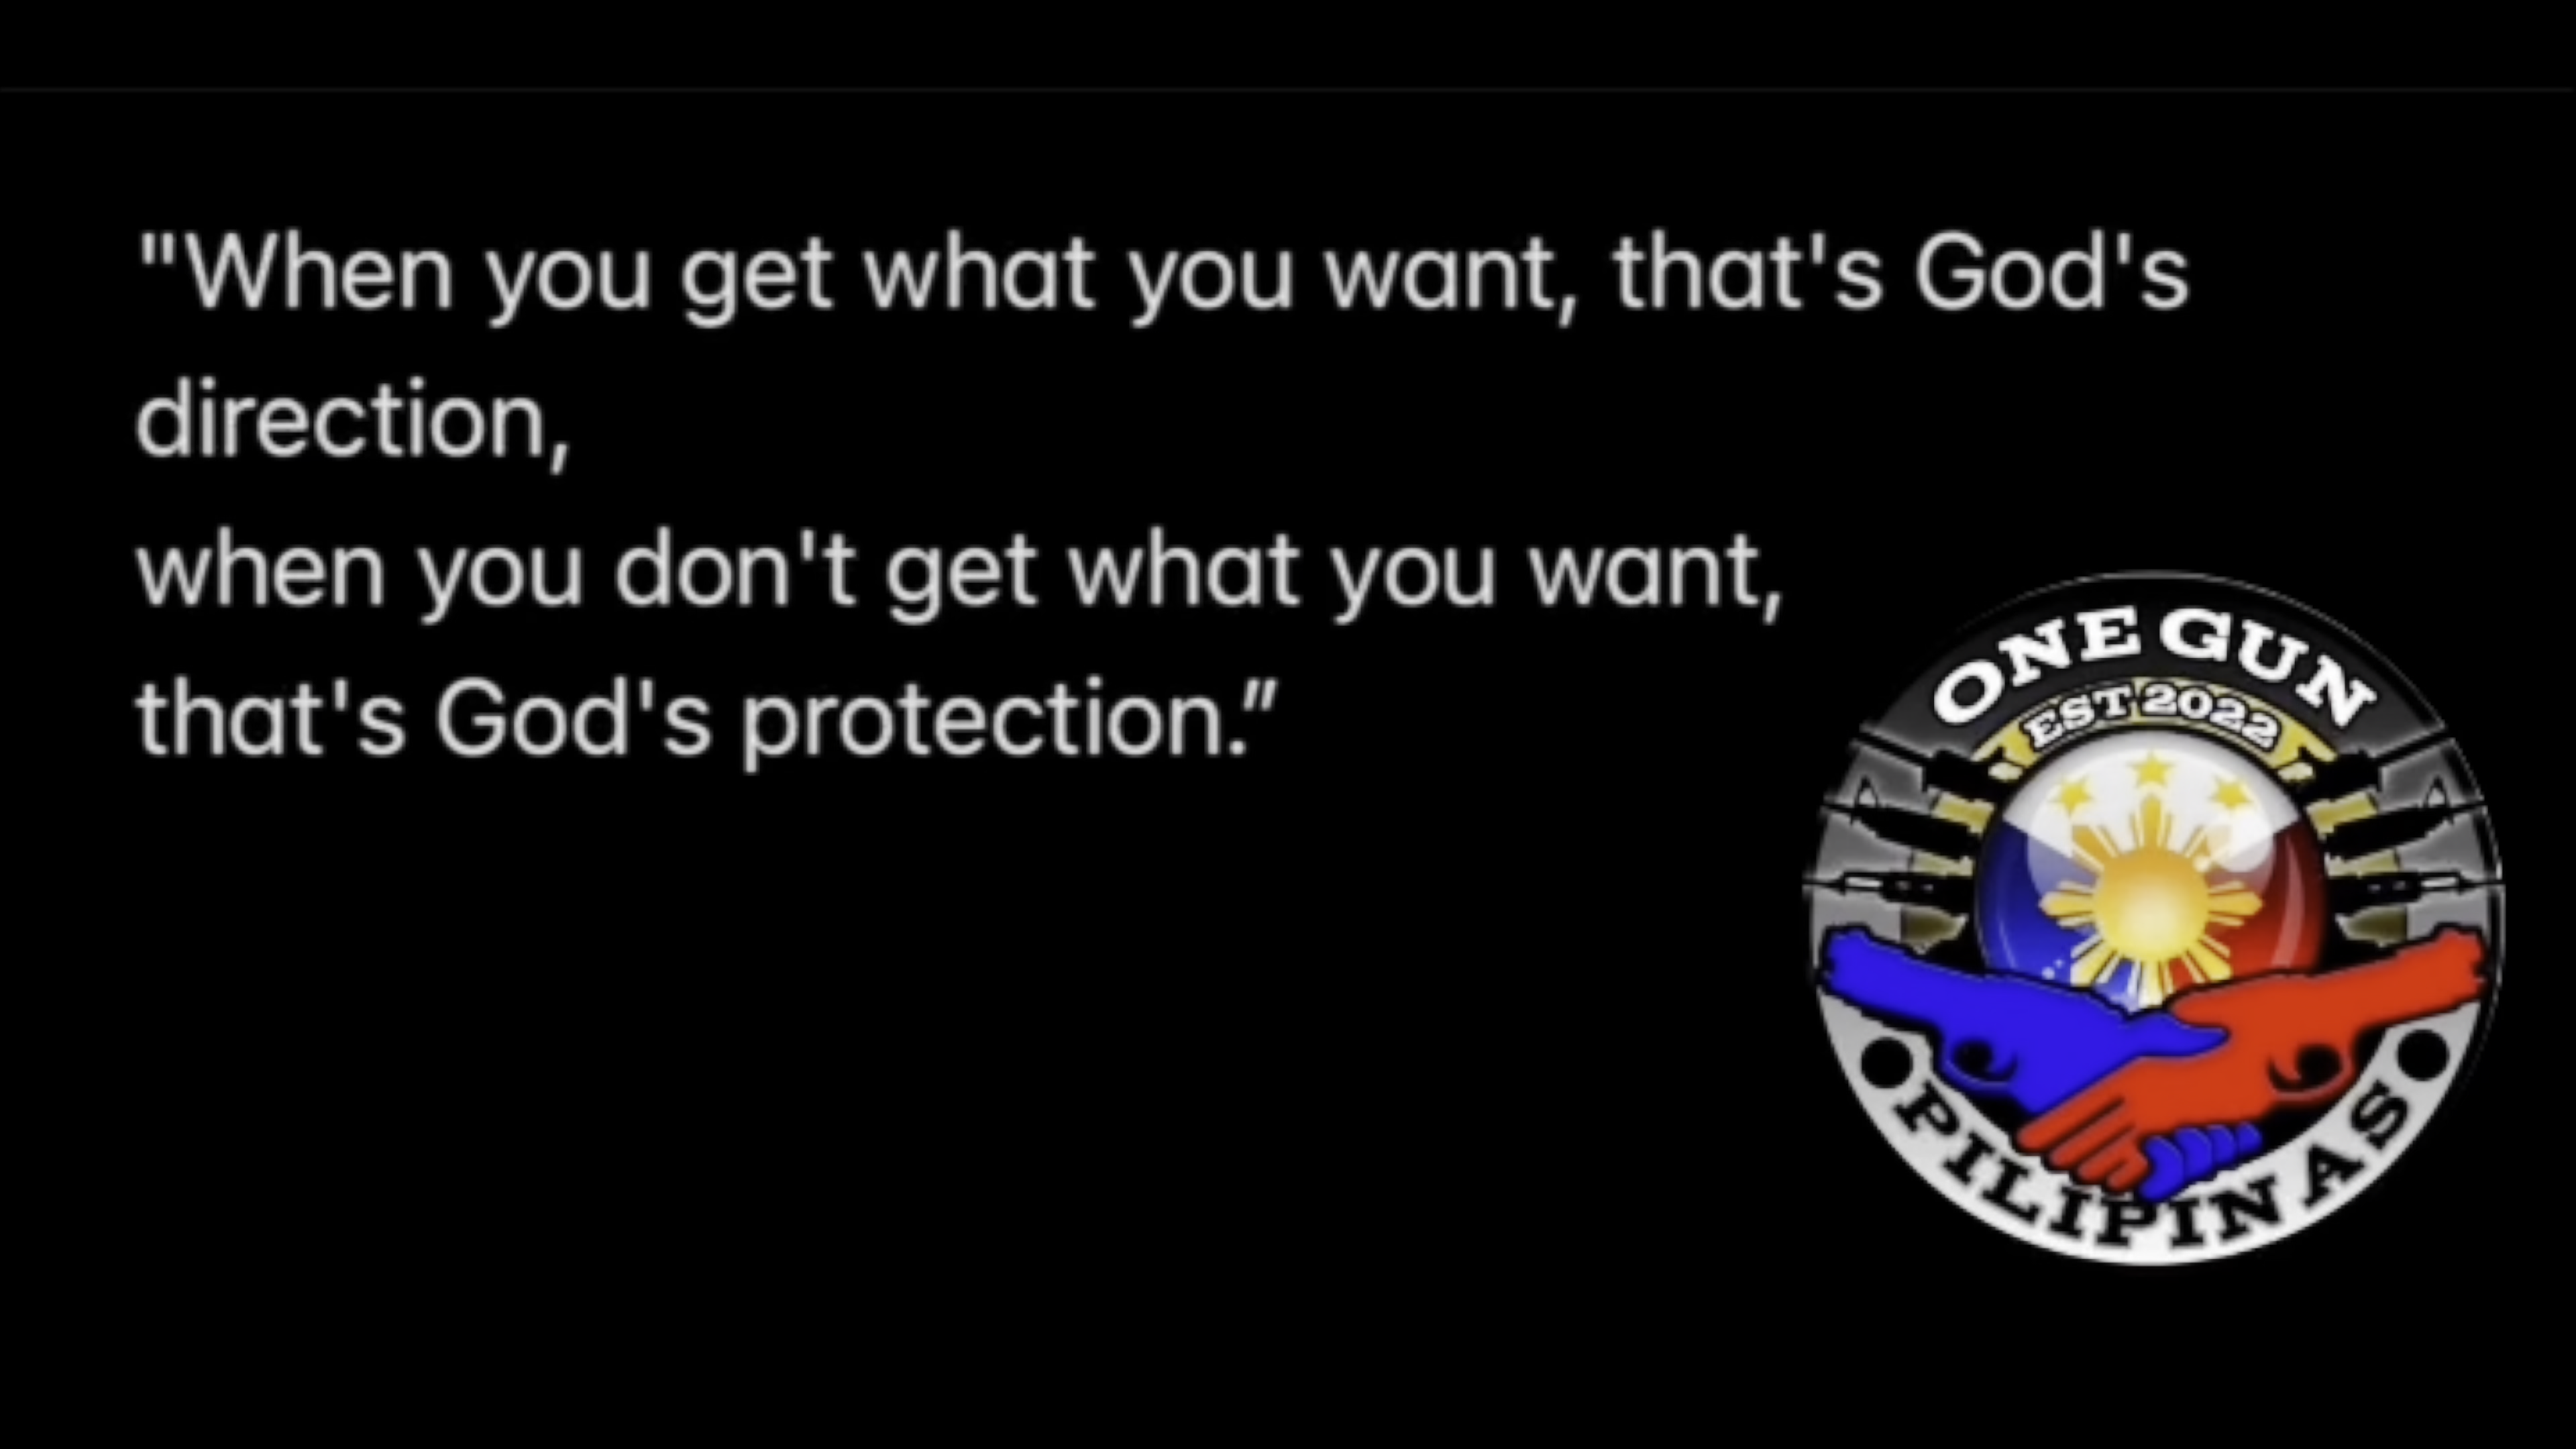 "When you get what you want, that's God's
direction,
when you don't get what you want,
that's God's protection."
ONE GUN
EST 2022
PILIPINAS